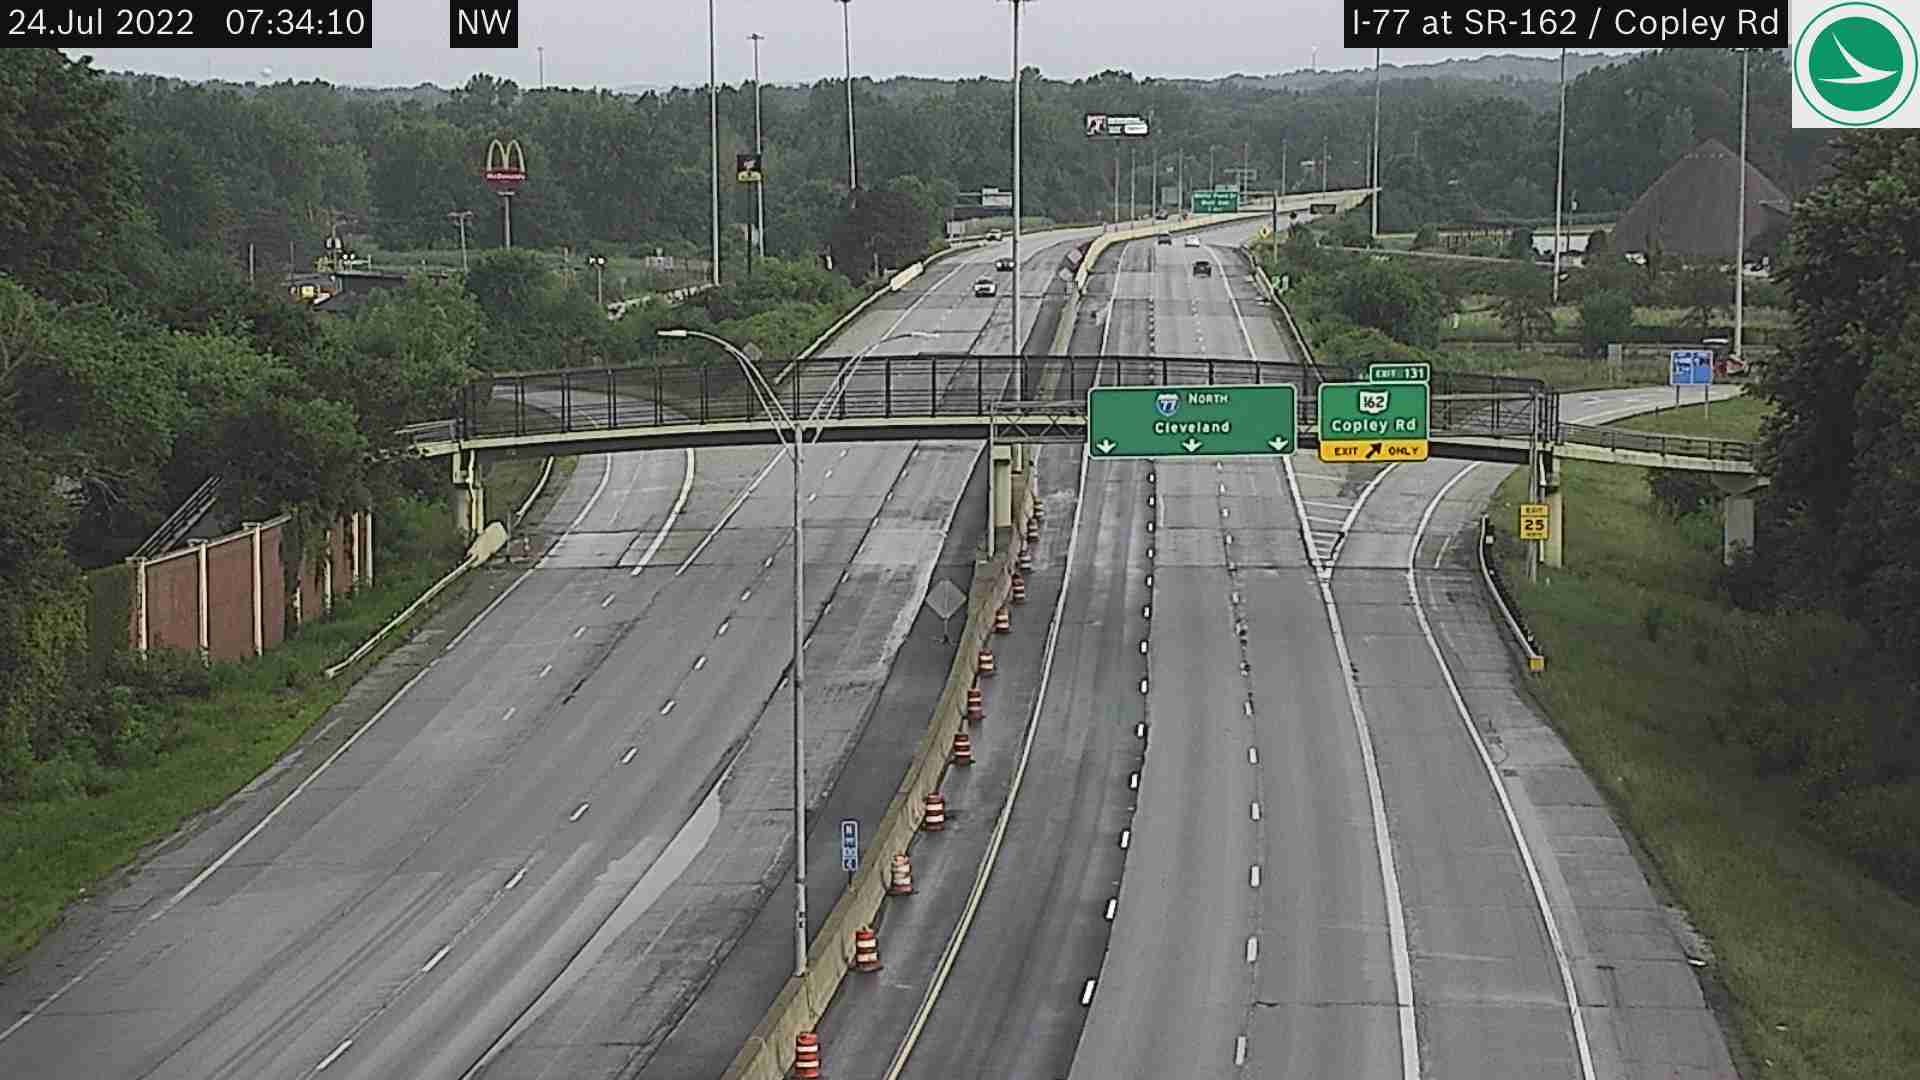 24.Jul 2022 07:34:10
NW
I-77 at SR-162 / Copley Rd
McDonald's
EXIT 131
77 NORTH
Cleveland
162
Copley Rd
EXIT ONLY
EXIT
25